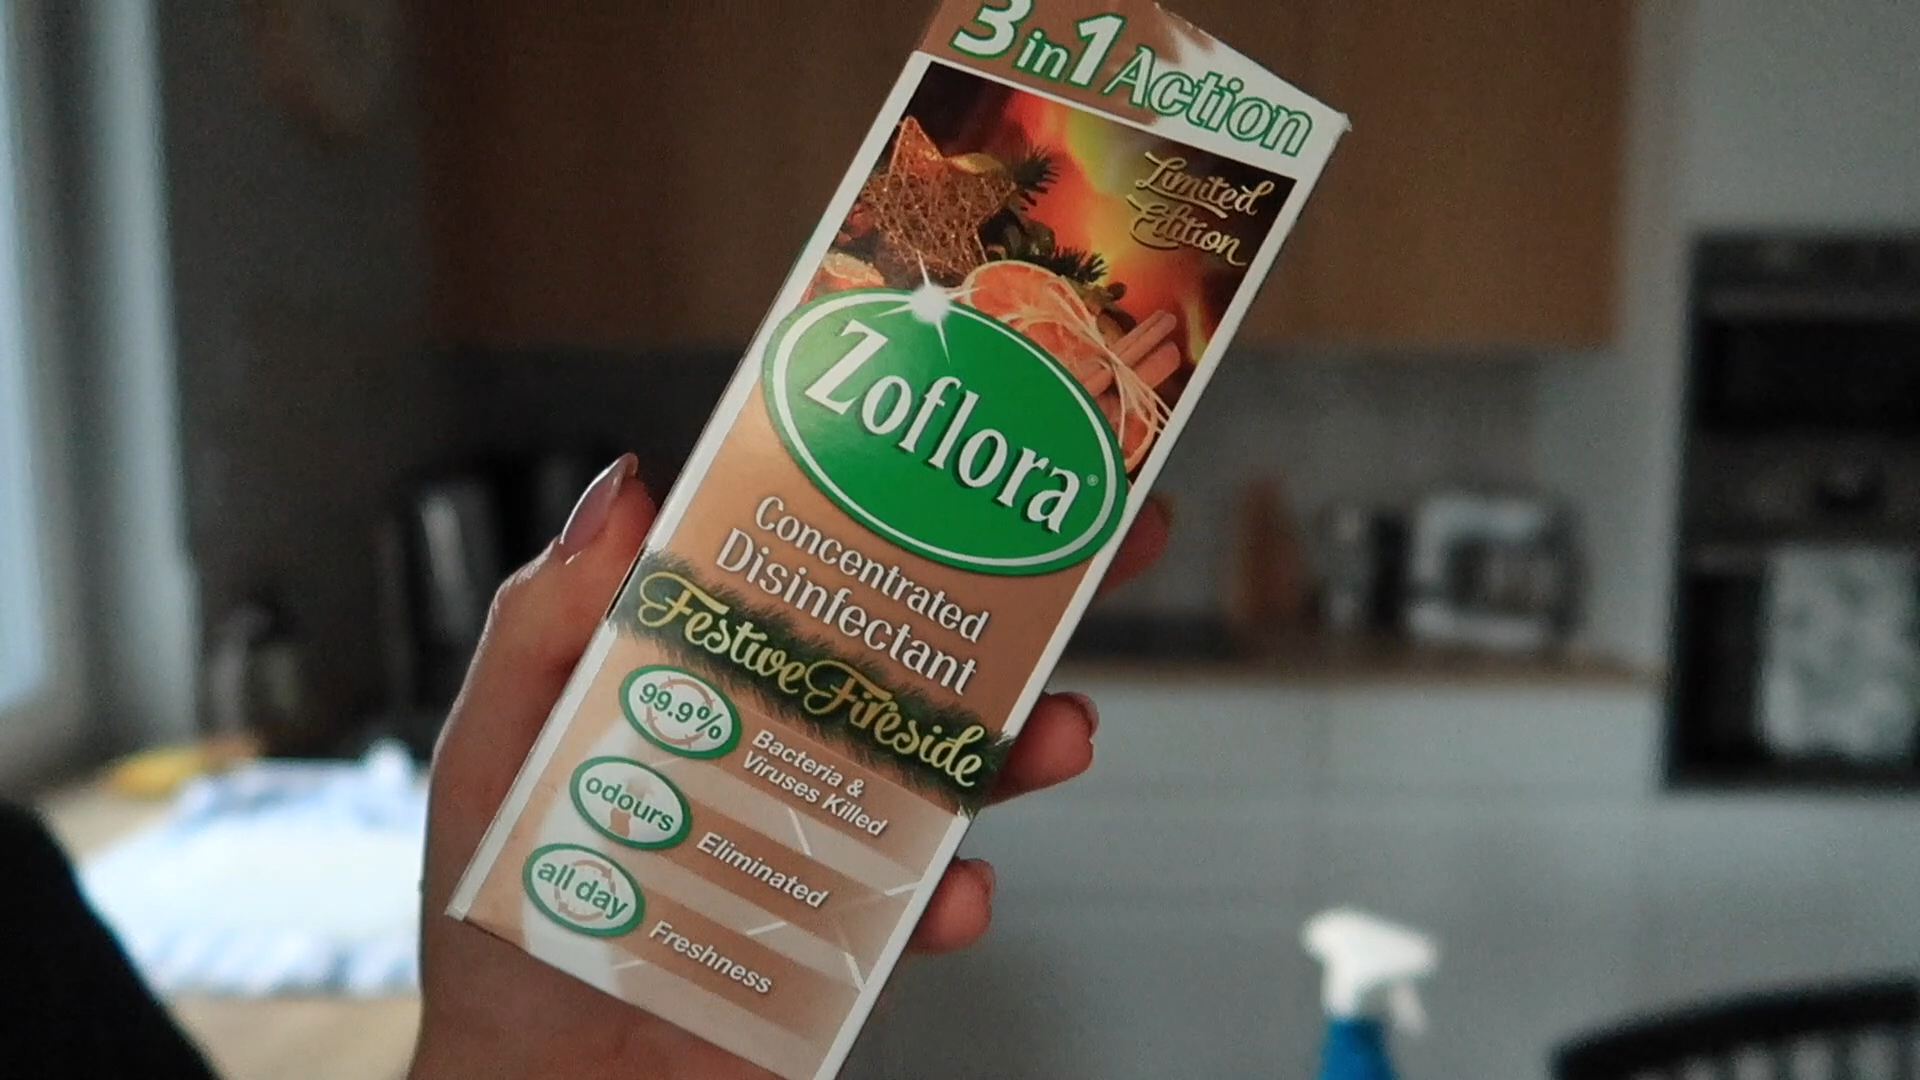 3 in 1 Action
Limited
Edition
Zoflora®
Concentrated
Disinfectant
Festive Fireside
99.9%
Bacteria &
Viruses Killed
odours
Eliminated
all day
Freshness